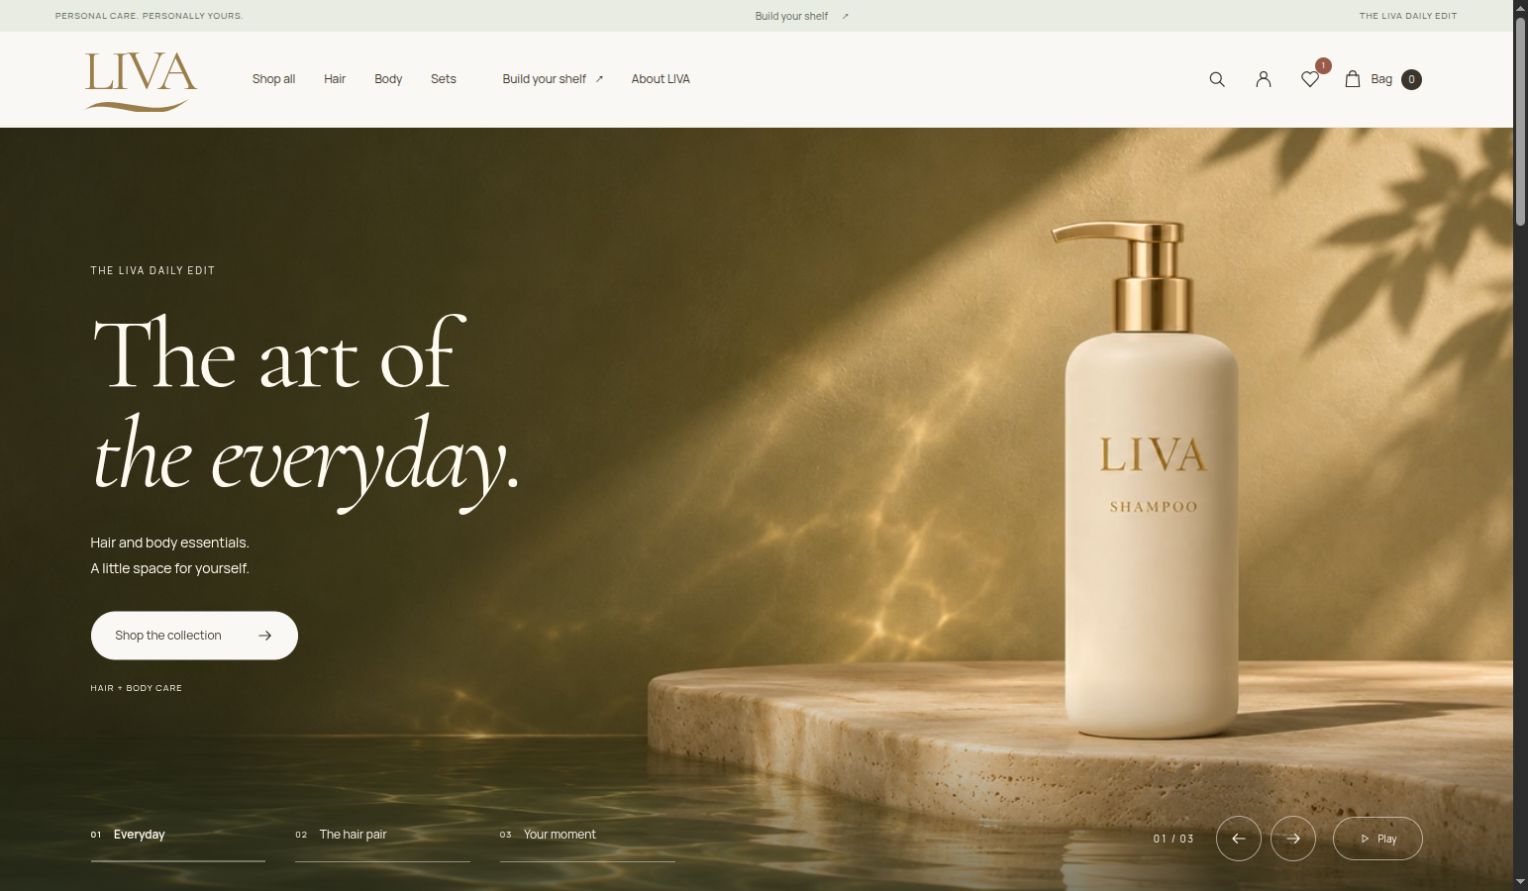 PERSONAL CARE. PERSONALLY YOURS.
Build your shelf ↗
THE LIVA DAILY EDIT
LIVA
Shop all
Hair
Body
Sets
Build your shelf ↗
About LIVA
1
Bag 0
THE LIVA DAILY EDIT
The art of
the everyday.
Hair and body essentials.
A little space for yourself.
Shop the collection →
HAIR + BODY CARE
LIVA
SHAMPOO
01 Everyday
02 The hair pair
03 Your moment
01 / 03
← →
Play